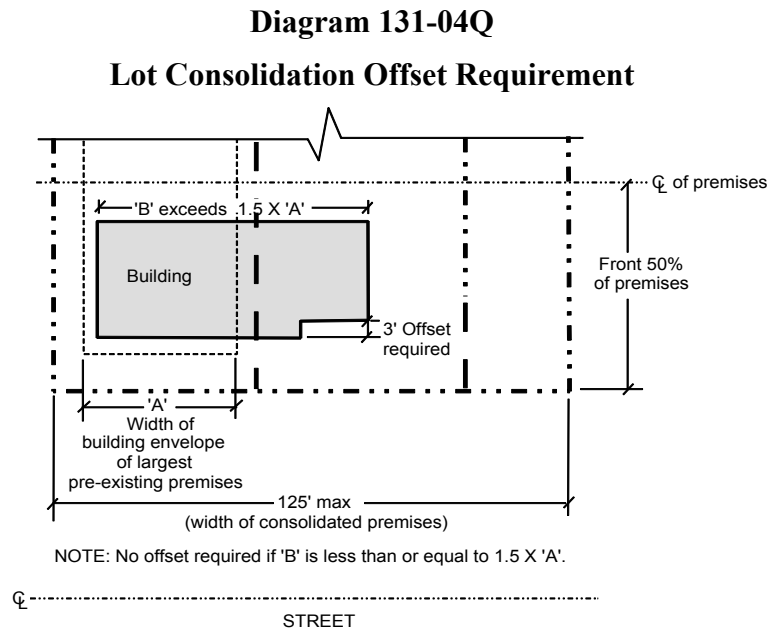 Diagram 131-04Q
Lot Consolidation Offset Requirement
℄ of premises
'B' exceeds 1.5 X 'A'
Building
Front 50%
of premises
3' Offset
required
'A'
Width of
building envelope
of largest
pre-existing premises
125' max
(width of consolidated premises)
NOTE: No offset required if 'B' is less than or equal to 1.5 X 'A'.
℄
STREET